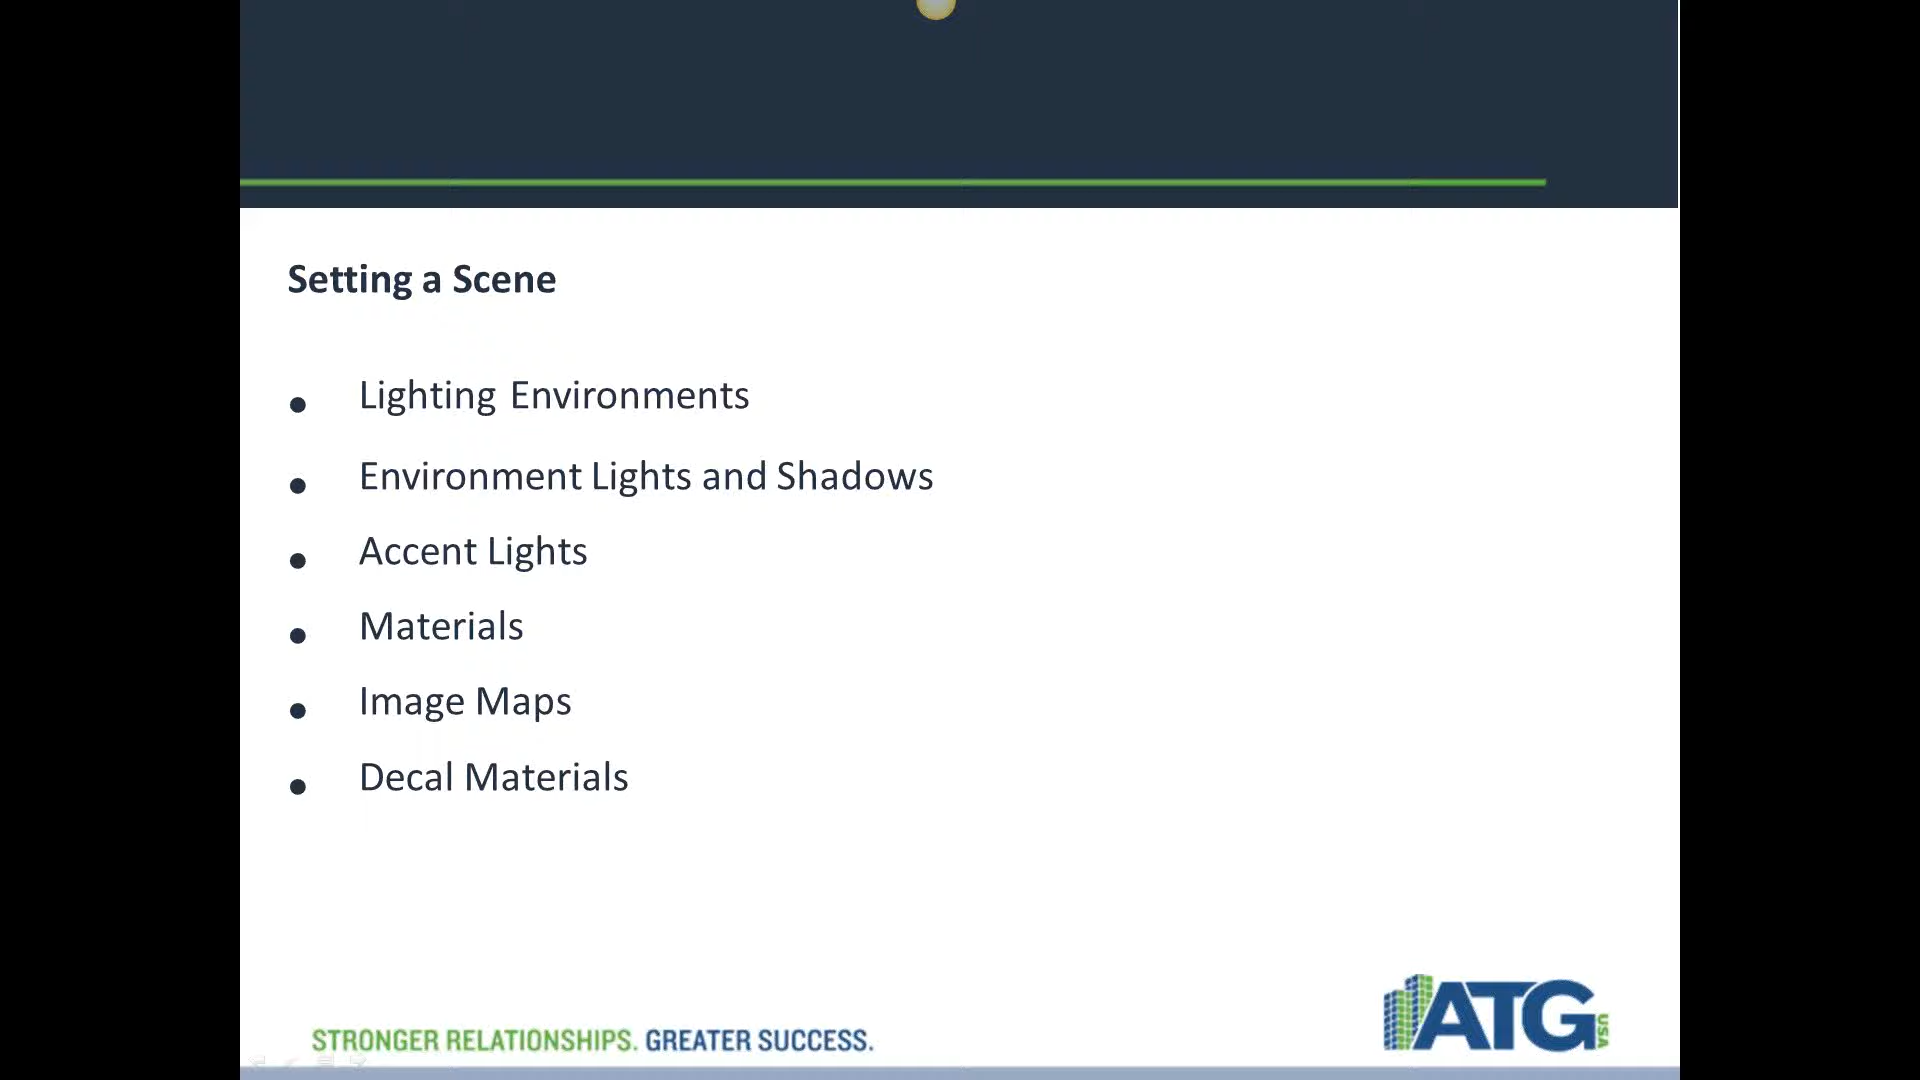 Setting a Scene
• Lighting Environments
• Environment Lights and Shadows
• Accent Lights
• Materials
• Image Maps
• Decal Materials
STRONGER RELATIONSHIPS. GREATER SUCCESS.
ATG USA